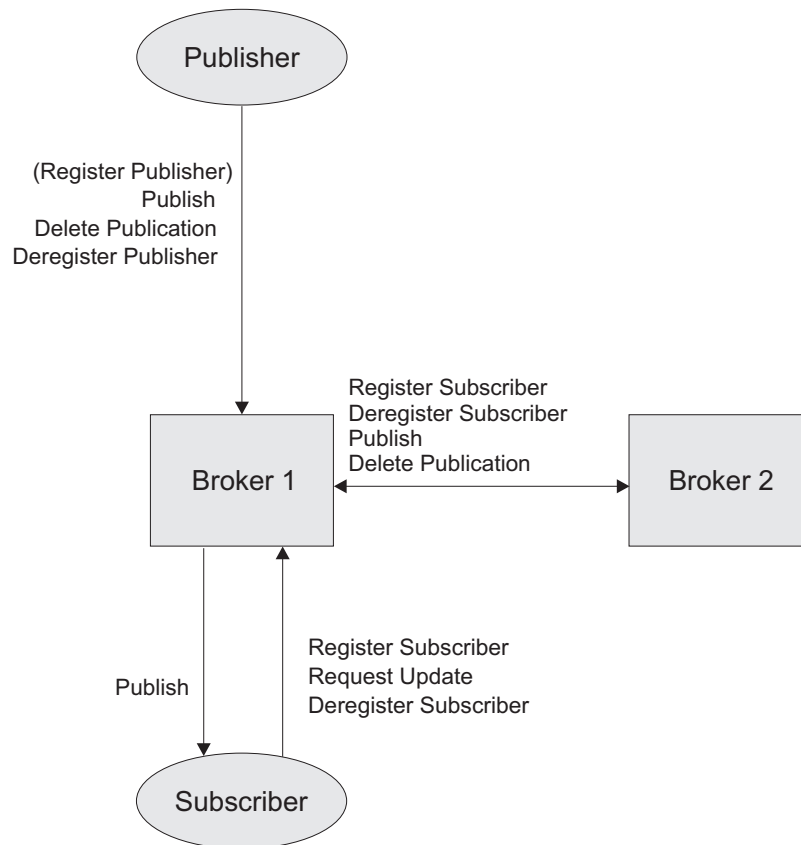 Publisher
(Register Publisher)
Publish
Delete Publication
Deregister Publisher
Register Subscriber
Deregister Subscriber
Publish
Delete Publication
Broker 1
Broker 2
Publish
Register Subscriber
Request Update
Deregister Subscriber
Subscriber